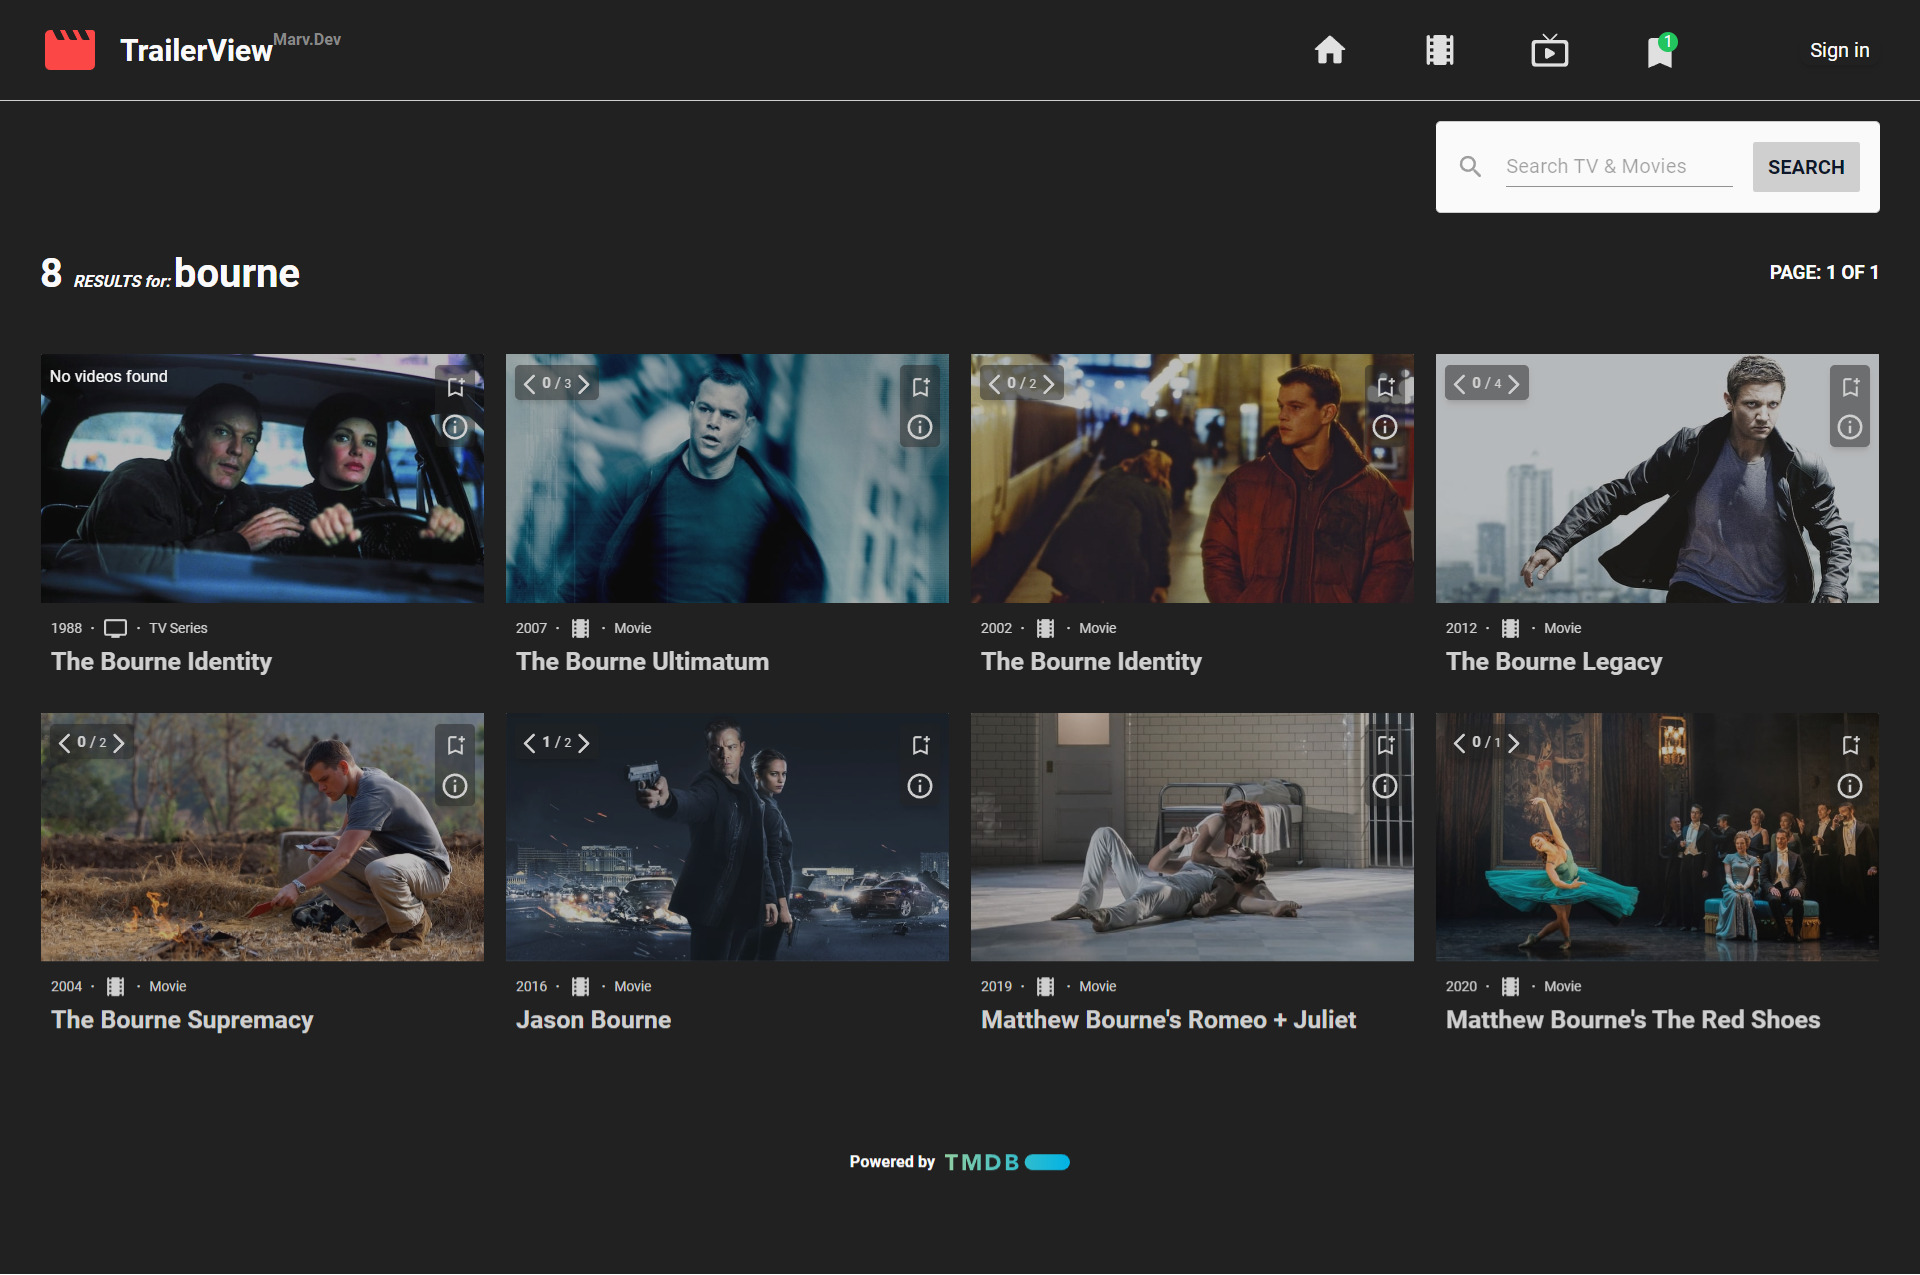 TrailerView Marv.Dev
1
Sign in
Search TV & Movies
SEARCH
8 RESULTS for: bourne
PAGE: 1 OF 1
No videos found
0 / 3
0 / 2
0 / 4
1988 · · TV Series
The Bourne Identity
2007 · · Movie
The Bourne Ultimatum
2002 · · Movie
The Bourne Identity
2012 · · Movie
The Bourne Legacy
0 / 2
1 / 2
0 / 1
2004 · · Movie
The Bourne Supremacy
2016 · · Movie
Jason Bourne
2019 · · Movie
Matthew Bourne's Romeo + Juliet
2020 · · Movie
Matthew Bourne's The Red Shoes
Powered by TMDB